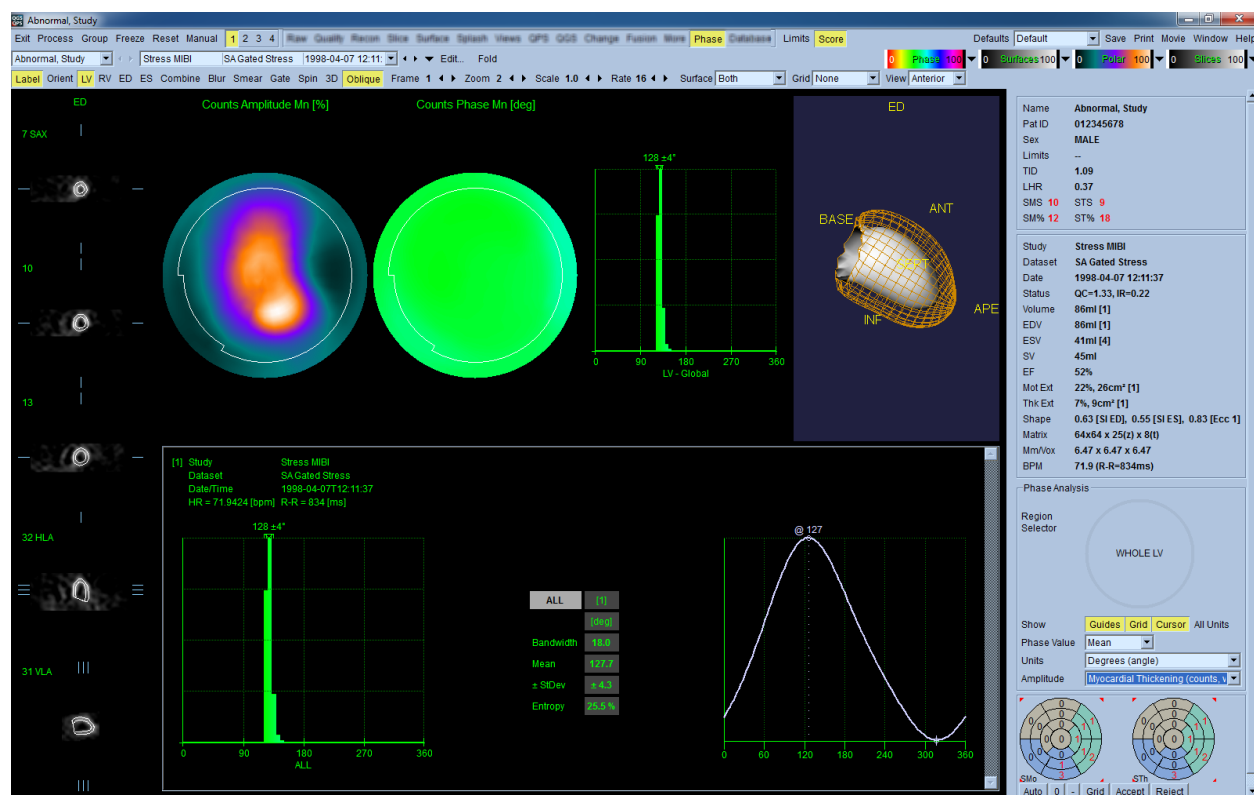 QGS QPS Abnormal, Study
Exit Process Group Freeze Reset Manual 1 2 3 4 Raw Quality Recon Slice Surface Splash Views QPS QGS Change Fusion More Phase Database Limits Score Defaults Default Save Print Movie Window Help
Abnormal, Study Stress MIBI SA Gated Stress 1998-04-07 12:11: Edit... Fold 0 Phase 100 0 Surfaces 100 0 Polar 100 0 Slices 100
Label Orient LV RV ED ES Combine Blur Smear Gate Spin 3D Oblique Frame 1 Zoom 2 Scale 1.0 Rate 16 Surface Both Grid None View Anterior
ED
7 SAX
10
13
32 HLA
31 VLA
Counts Amplitude Mn [%]
Counts Phase Mn [deg]
128 ±4°
0 90 180 270 360
LV - Global
ED
BASE
ANT
SEPT
INF
APE
[1] Study Stress MIBI
Dataset SA Gated Stress
Date/Time 1998-04-07T12:11:37
HR = 71.9424 [bpm] R-R = 834 [ms]
128 ±4°
0 90 180 270 360
ALL
ALL [1]
[deg]
Bandwidth 18.0
Mean 127.7
± StDev ± 4.3
Entropy 25.5 %
@ 127
0 60 120 180 240 300 360
Name Abnormal, Study
Pat ID 012345678
Sex MALE
Limits --
TID 1.09
LHR 0.37
SMS 10 STS 9
SM% 12 ST% 18
Study Stress MIBI
Dataset SA Gated Stress
Date 1998-04-07 12:11:37
Status QC=1.33, IR=0.22
Volume 86ml [1]
EDV 86ml [1]
ESV 41ml [4]
SV 45ml
EF 52%
Mot Ext 22%, 26cm² [1]
Thk Ext 7%, 9cm² [1]
Shape 0.63 [SI ED], 0.55 [SI ES], 0.83 [Ecc 1]
Matrix 64x64 x 25(z) x 8(t)
Mm/Vox 6.47 x 6.47 x 6.47
BPM 71.9 (R-R=834ms)
Phase Analysis
Region
Selector
WHOLE LV
Show Guides Grid Cursor All Units
Phase Value Mean
Units Degrees (angle)
Amplitude Myocardial Thickening (counts,
SMo STh
Auto 0 - Grid Accept Reject